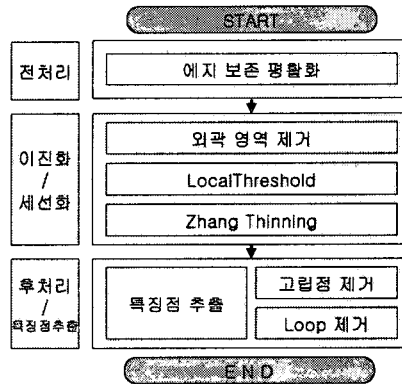 START
전처리
에지 보존 평활화
이진화
/
세선화
외곽 영역 제거
LocalThreshold
Zhang Thinning
후처리
/
특징점추출
특징점 추출
고립점 제거
Loop 제거
END